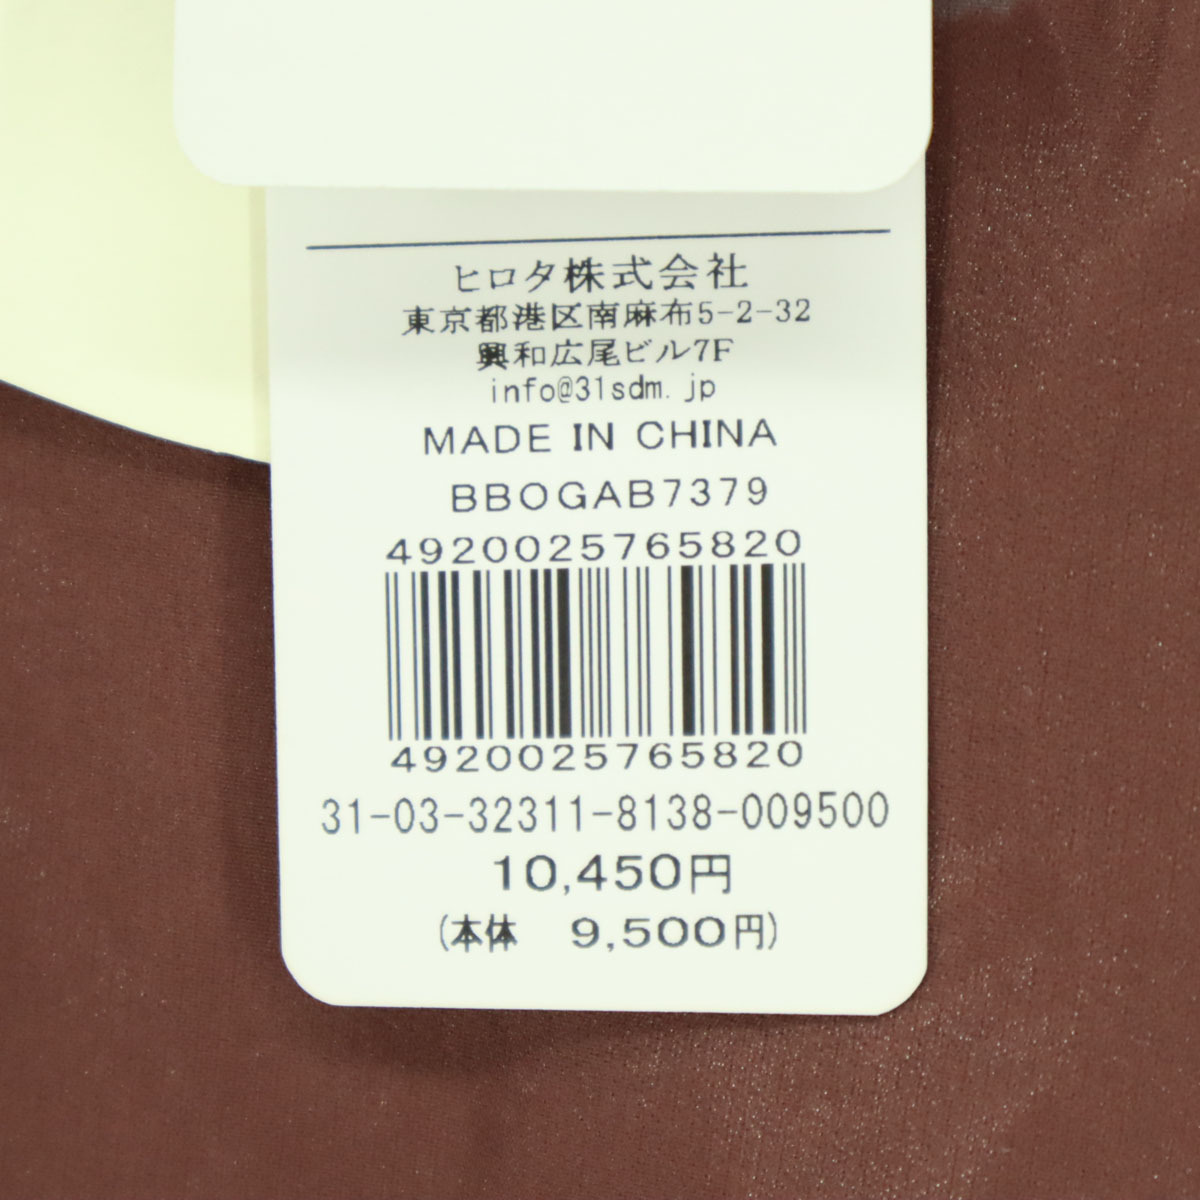 ヒロタ株式会社
東京都港区南麻布5-2-32
興和広尾ビル7F
info@31sdm.jp
MADE IN CHINA
BBOGAB7379
4920025765820
4920025765820
31-03-32311-8138-009500
10,450円
(本体　9,500円)